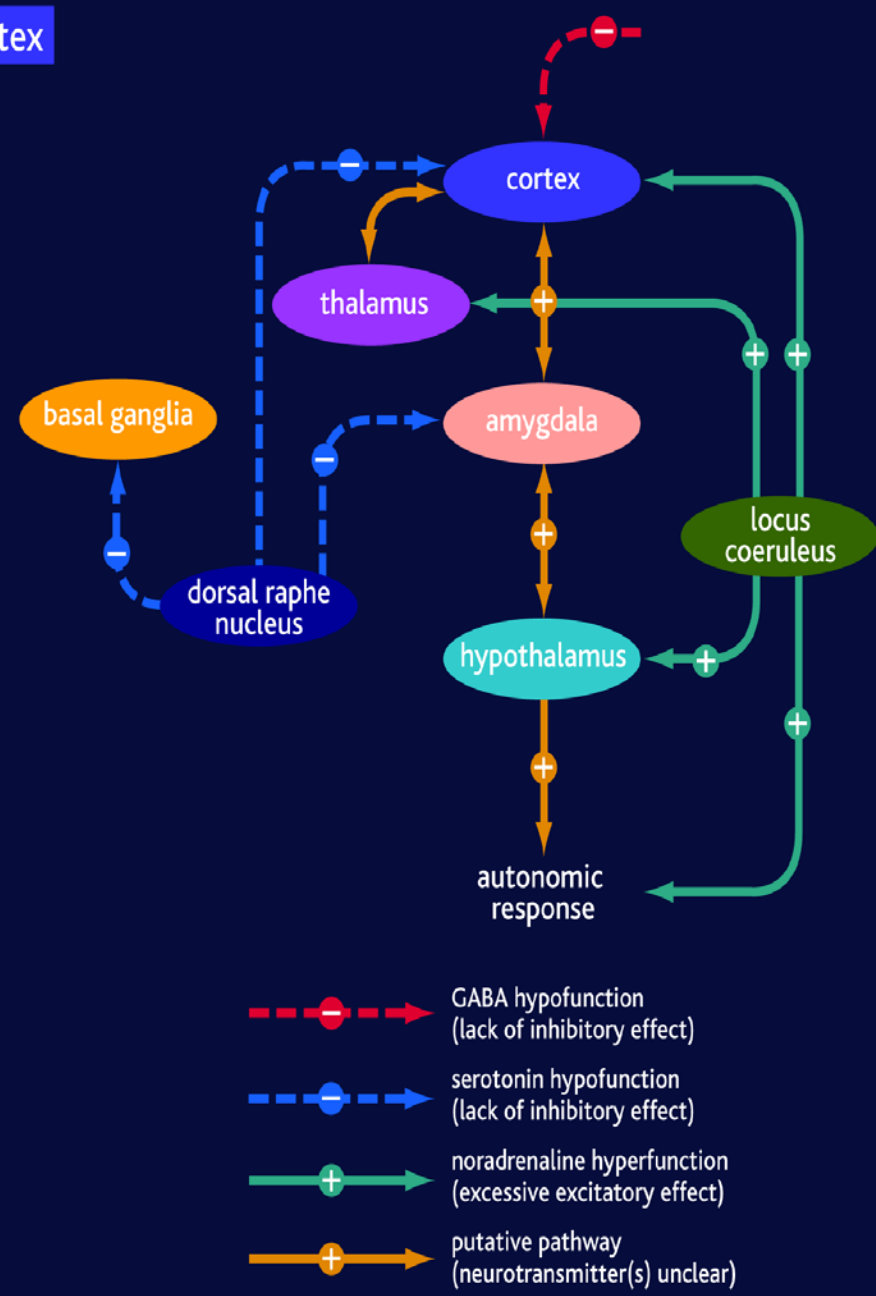 tex
cortex
thalamus
basal ganglia
amygdala
locus
coeruleus
dorsal raphe
nucleus
hypothalamus
autonomic
response
GABA hypofunction
(lack of inhibitory effect)
serotonin hypofunction
(lack of inhibitory effect)
noradrenaline hyperfunction
(excessive excitatory effect)
putative pathway
(neurotransmitter(s) unclear)